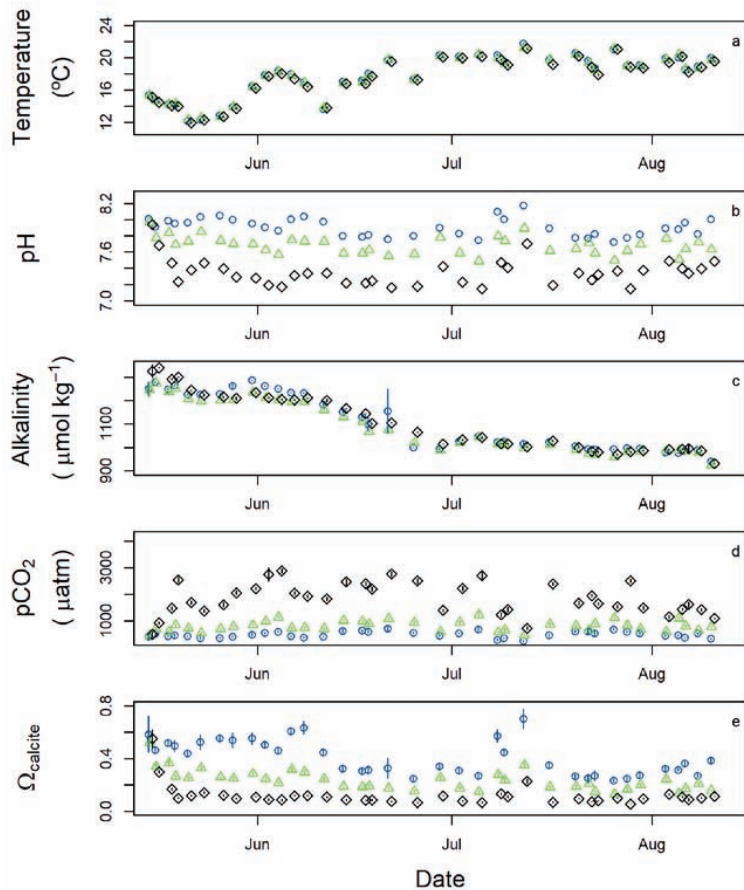 a
Temperature
(ºC)
24
20
16
12
Jun
Jul
Aug
b
pH
8.2
7.6
7.0
Jun
Jul
Aug
c
Alkalinity
( μmol kg⁻¹)
1100
900
Jun
Jul
Aug
d
pCO₂
(μatm)
3000
1000
Jun
Jul
Aug
e
Ωcalcite
0.8
0.4
0.0
Jun
Jul
Aug
Date